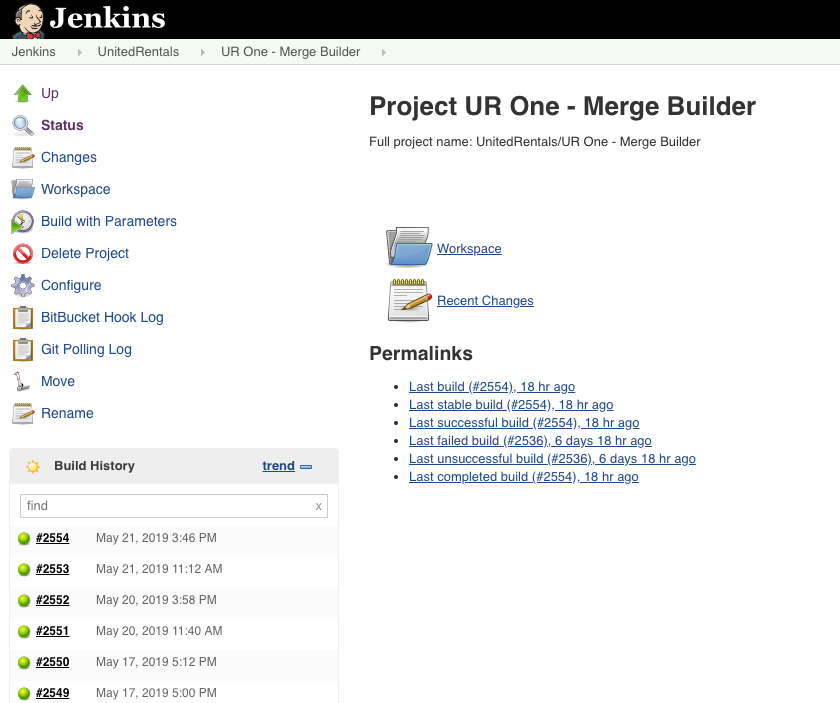 Jenkins
Jenkins UnitedRentals UR One - Merge Builder
Up
Status
Changes
Workspace
Build with Parameters
Delete Project
Configure
BitBucket Hook Log
Git Polling Log
Move
Rename
Build History trend
find x
#2554 May 21, 2019 3:46 PM
#2553 May 21, 2019 11:12 AM
#2552 May 20, 2019 3:58 PM
#2551 May 20, 2019 11:40 AM
#2550 May 17, 2019 5:12 PM
#2549 May 17, 2019 5:00 PM
Project UR One - Merge Builder
Full project name: UnitedRentals/UR One - Merge Builder
Workspace
Recent Changes
Permalinks
Last build (#2554), 18 hr ago
Last stable build (#2554), 18 hr ago
Last successful build (#2554), 18 hr ago
Last failed build (#2536), 6 days 18 hr ago
Last unsuccessful build (#2536), 6 days 18 hr ago
Last completed build (#2554), 18 hr ago